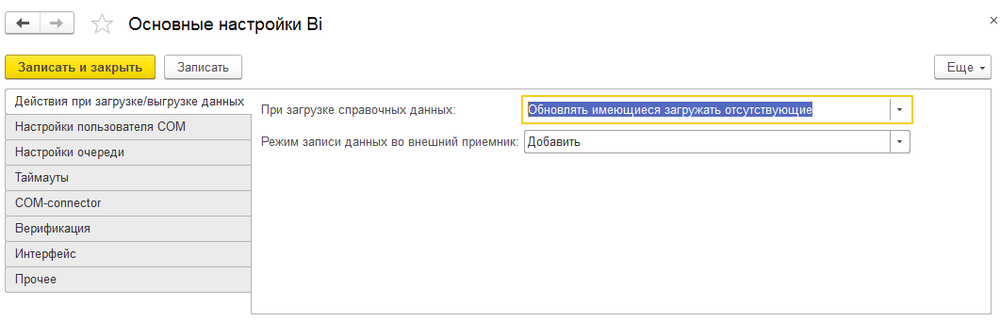 Основные настройки Bi
Записать и закрыть Записать Еще
Действия при загрузке/выгрузке данных
Настройки пользователя COM
Настройки очереди
Таймауты
COM-connector
Верификация
Интерфейс
Прочее
При загрузке справочных данных: Обновлять имеющиеся загружать отсутствующие
Режим записи данных во внешний приемник: Добавить